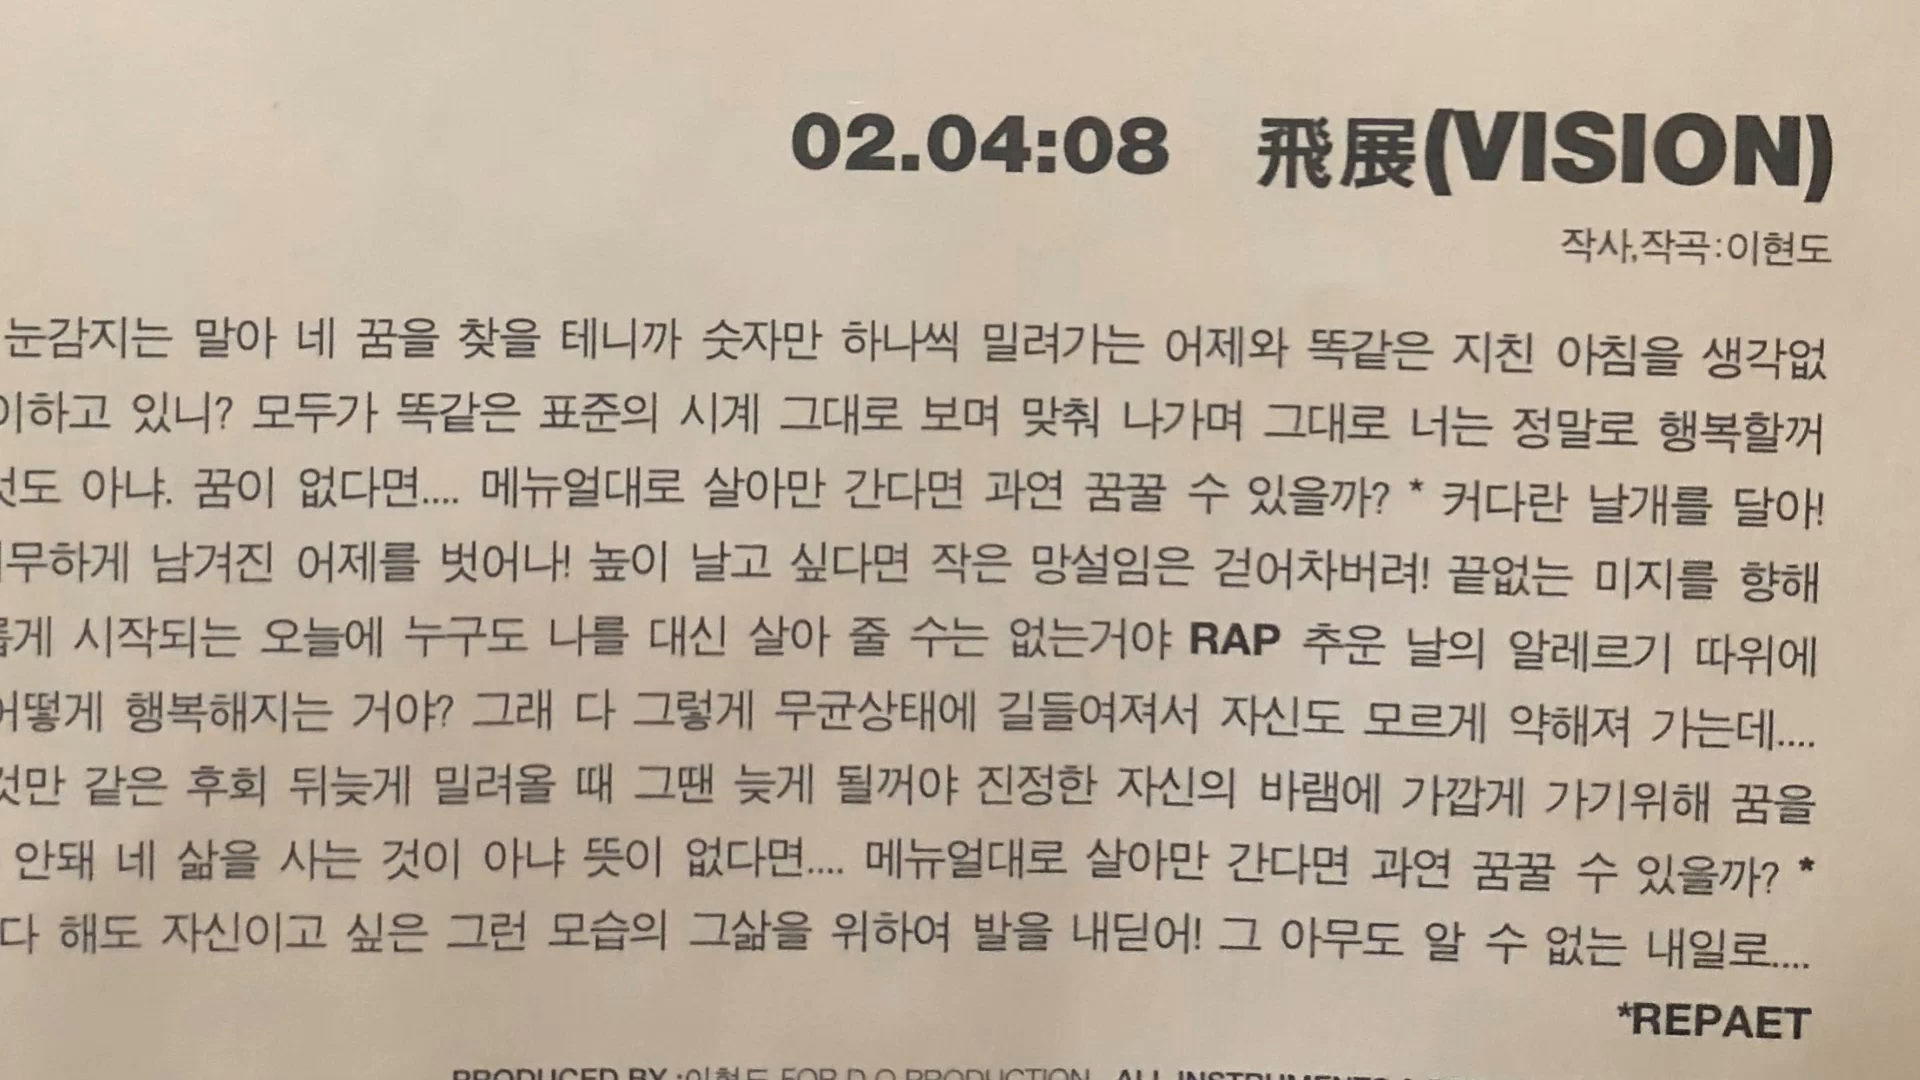 02.04:08 飛展(VISION)
작사,작곡:이현도
눈감지는 말아 네 꿈을 찾을 테니까 숫자만 하나씩 밀려가는 어제와 똑같은 지친 아침을 생각없
이하고 있니? 모두가 똑같은 표준의 시계 그대로 보며 맞춰 나가며 그대로 너는 정말로 행복할꺼
것도 아냐. 꿈이 없다면.... 메뉴얼대로 살아만 간다면 과연 꿈꿀 수 있을까? * 커다란 날개를 달아!
남겨진 어제를 벗어나! 높이 날고 싶다면 작은 망설임은 걷어차버려! 끝없는 미지를 향해
시작되는 오늘에 누구도 나를 대신 살아 줄 수는 없는거야 RAP 추운 날의 알레르기 따위에
어떻게 행복해지는 거야? 그래 다 그렇게 무균상태에 길들여져서 자신도 모르게 약해져 가는데....
것만 같은 후회 뒤늦게 밀려올 때 그땐 늦게 될꺼야 진정한 자신의 바램에 가깝게 가기위해 꿈을
안돼 네 삶을 사는 것이 아냐 뜻이 없다면.... 메뉴얼대로 살아만 간다면 과연 꿈꿀 수 있을까? *
다 해도 자신이고 싶은 그런 모습의 그삶을 위하여 발을 내딛어! 그 아무도 알 수 없는 내일로....
*REPAET
PRODUCED BY :이현도 FOR D.O PRODUCTION ALL INSTRUMENTS